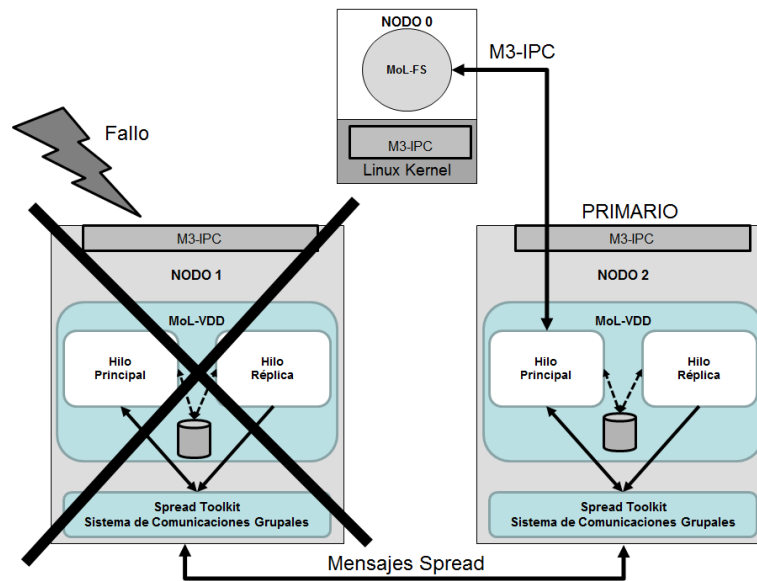 NODO 0
MoL-FS
M3-IPC
Linux Kernel
M3-IPC
Fallo
M3-IPC
NODO 1
MoL-VDD
Hilo
Principal
Hilo
Réplica
Spread Toolkit
Sistema de Comunicaciones Grupales
PRIMARIO
M3-IPC
NODO 2
MoL-VDD
Hilo
Principal
Hilo
Réplica
Spread Toolkit
Sistema de Comunicaciones Grupales
Mensajes Spread